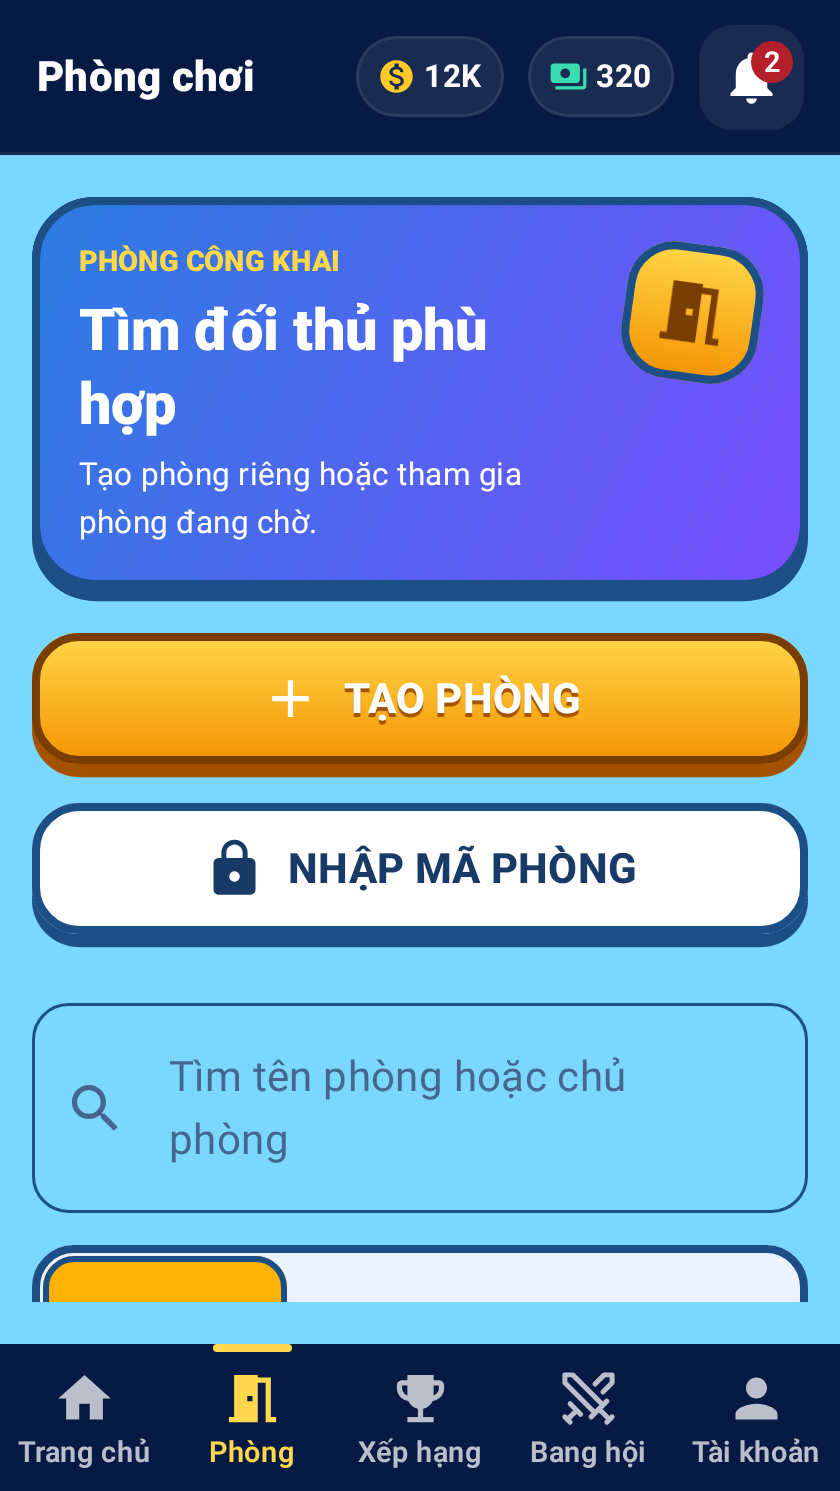 Phòng chơi
12K
320
2
PHÒNG CÔNG KHAI
Tìm đối thủ phù
hợp
Tạo phòng riêng hoặc tham gia
phòng đang chờ.
TẠO PHÒNG
NHẬP MÃ PHÒNG
Tìm tên phòng hoặc chủ
phòng
Trang chủ
Phòng
Xếp hạng
Bang hội
Tài khoản